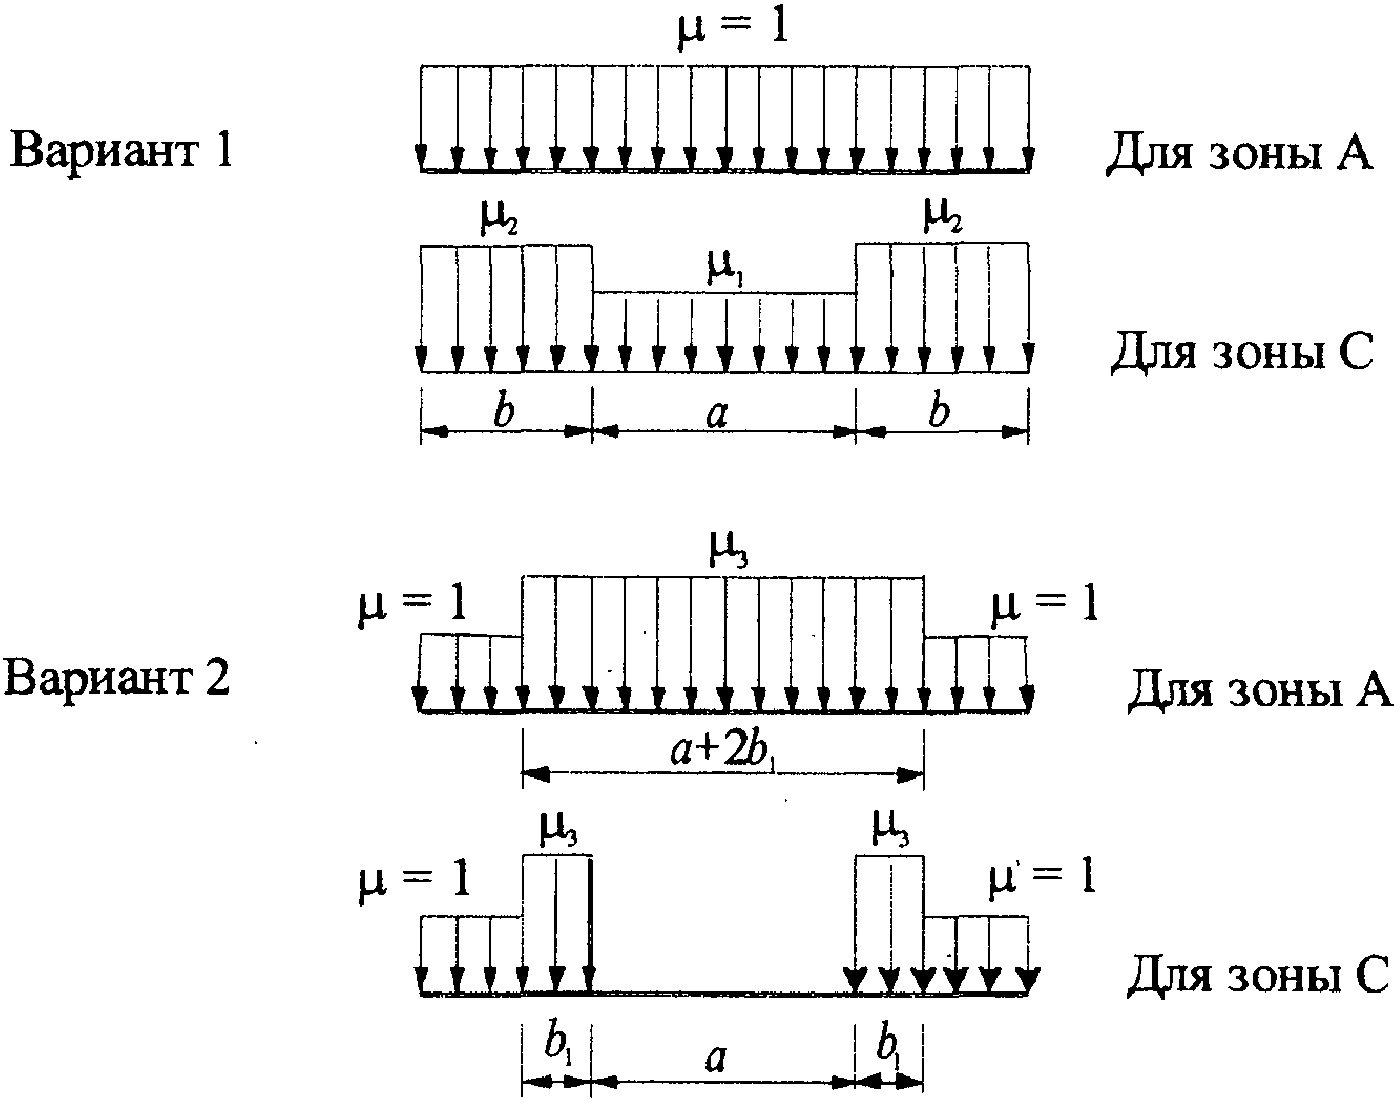 μ = 1
Вариант 1
Для зоны А
μ₂ μ₂
μ₁
Для зоны С
b a b
μ₃
μ = 1 μ = 1
Вариант 2
Для зоны А
a+2b₁
μ₃ μ₃
μ = 1 μ = 1
Для зоны С
b₁ a b₁